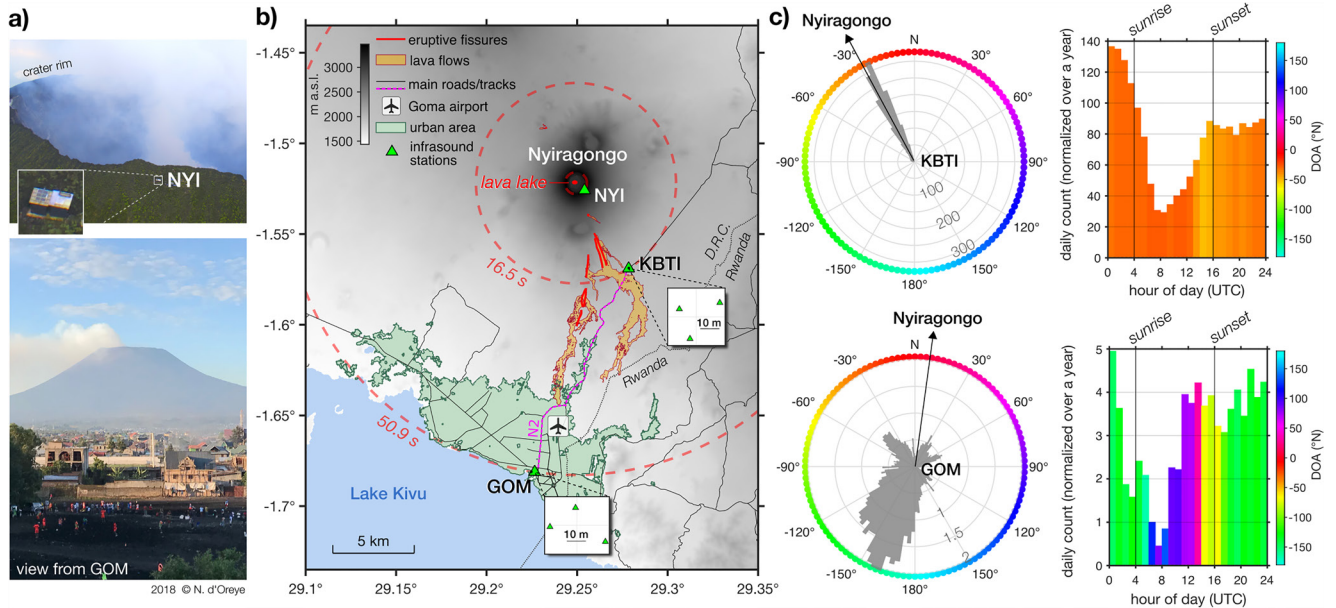 a)
crater rim
NYI
view from GOM
2018 © N. d'Oreye
b)
-1.45°
-1.50°
-1.55°
-1.60°
-1.65°
-1.70°
29.10°
29.15°
29.20°
29.25°
29.30°
29.35°
m a.s.l.
3000
2500
2000
1500
eruptive fissures
lava flows
main roads/tracks
Goma airport
urban area
infrasound
stations
Nyiragongo
lava lake
NYI
16.5 s
KBTI
D.R.C.
Rwanda
10 m
Rwanda
50.9 s
N2
GOM
Lake Kivu
10 m
5 km
c)
Nyiragongo
N
-30°
30°
-60°
60°
-90°
90°
-120°
120°
-150°
150°
180°
KBTI
100
200
300
sunrise
sunset
daily count (normalized over a year)
140
120
100
80
60
40
20
0
0 4 8 12 16 20 24
hour of day (UTC)
150
100
50
0
-50
-100
-150
DOA (°N)
Nyiragongo
N
-30°
30°
-60°
60°
-90°
90°
-120°
120°
-150°
150°
180°
GOM
1
1.5
2
sunrise
sunset
daily count (normalized over a year)
5
4
3
2
1
0
0 4 8 12 16 20 24
hour of day (UTC)
150
100
50
0
-50
-100
-150
DOA (°N)